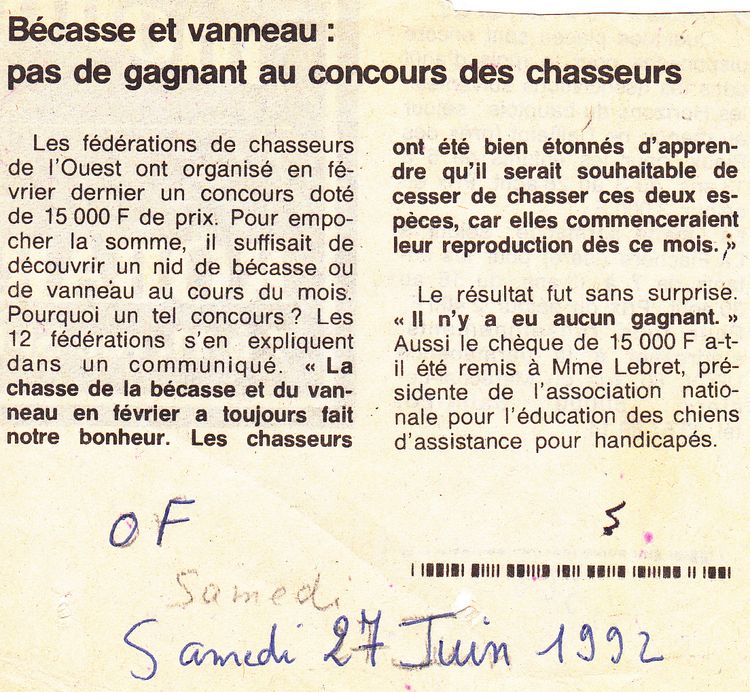 Bécasse et vanneau :
pas de gagnant au concours des chasseurs
Les fédérations de chasseurs
de l'Ouest ont organisé en fé-
vrier dernier un concours doté
de 15 000 F de prix. Pour empo-
cher la somme, il suffisait de
découvrir un nid de bécasse ou
de vanneau au cours du mois.
Pourquoi un tel concours ? Les
12 fédérations s'en expliquent
dans un communiqué. « La
chasse de la bécasse et du van-
neau en février a toujours fait
notre bonheur. Les chasseurs
ont été bien étonnés d'appren-
dre qu'il serait souhaitable de
cesser de chasser ces deux es-
pèces, car elles commenceraient
leur reproduction dès ce mois. »
Le résultat fut sans surprise.
« Il n'y a eu aucun gagnant. »
Aussi le chèque de 15 000 F a-t-
il été remis à Mme Lebret, pré-
sidente de l'association natio-
nale pour l'éducation des chiens
d'assistance pour handicapés.
OF
Samedi
Samedi 27 Juin 1992